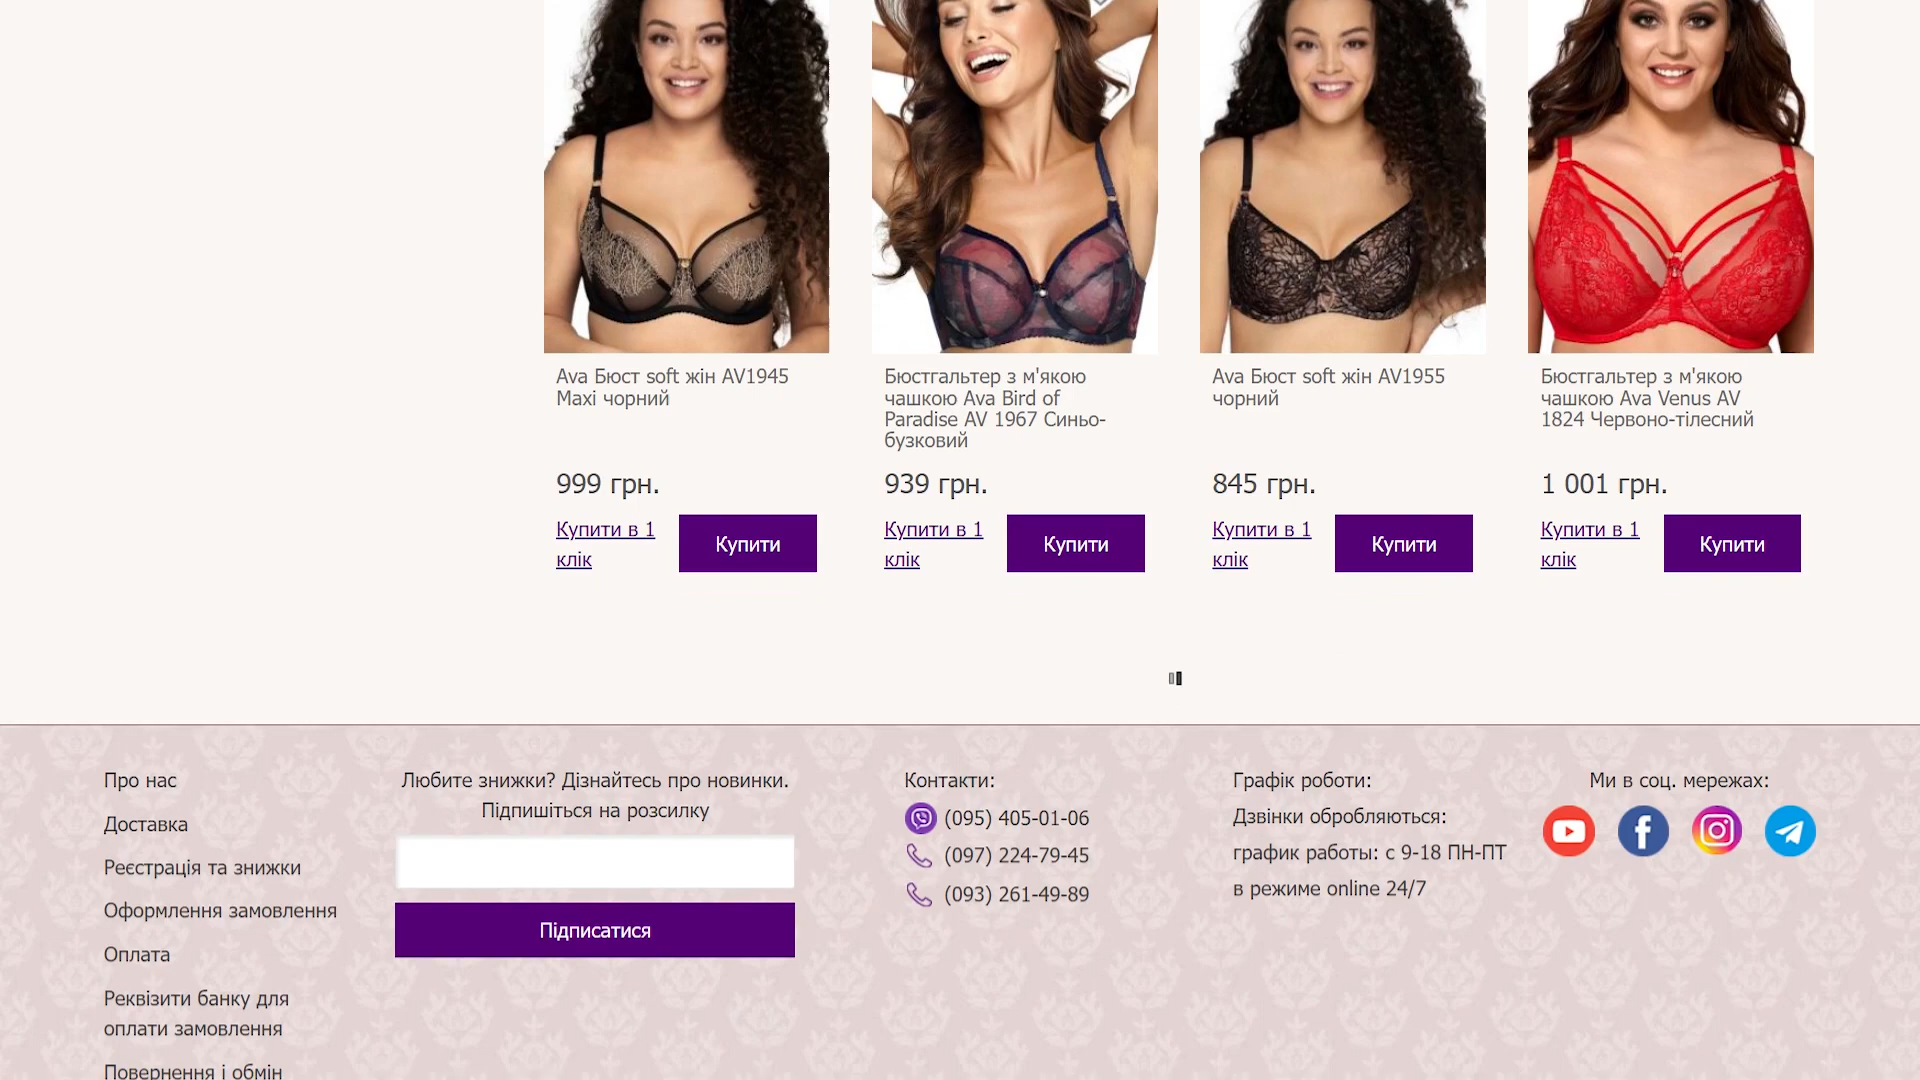 Ava Бюст soft жін AV1945
Maxi чорний
999 грн.
Купити в 1
клік
Купити
Бюстгальтер з м'якою
чашкою Ava Bird of
Paradise AV 1967 Синьо-
бузковий
939 грн.
Купити в 1
клік
Купити
Ava Бюст soft жін AV1955
чорний
845 грн.
Купити в 1
клік
Купити
Бюстгальтер з м'якою
чашкою Ava Venus AV
1824 Червоно-тілесний
1 001 грн.
Купити в 1
клік
Купити
Про нас
Доставка
Реєстрація та знижки
Оформлення замовлення
Оплата
Реквізити банку для
оплати замовлення
Повернення і обмін
Любите знижки? Дізнайтесь про новинки.
Підпишіться на розсилку
Підписатися
Контакти:
(095) 405-01-06
(097) 224-79-45
(093) 261-49-89
Графік роботи:
Дзвінки обробляються:
график работы: с 9-18 ПН-ПТ
в режиме online 24/7
Ми в соц. мережах: